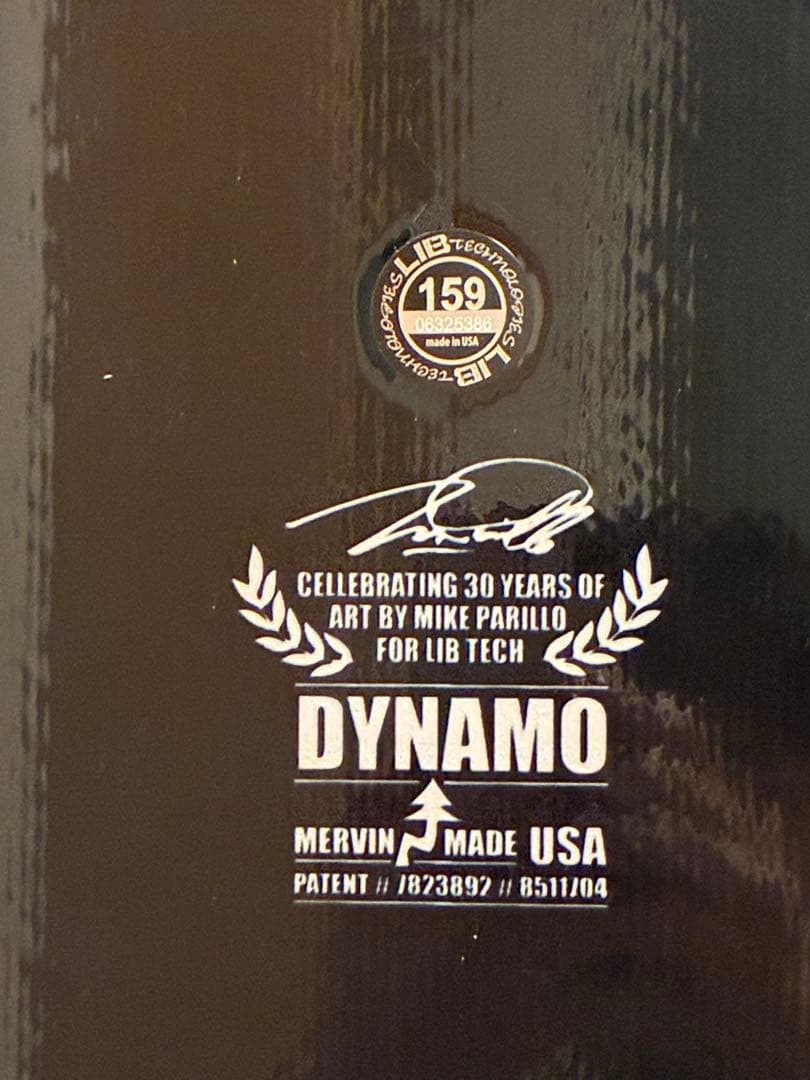 LIB TECHNOLOGIES
159
06325386
made in USA
LIB TECHNOLOGIES
CELLEBRATING 30 YEARS OF
ART BY MIKE PARILLO
FOR LIB TECH
DYNAMO
MERVIN MADE USA
PATENT // 7823892 // 8511704